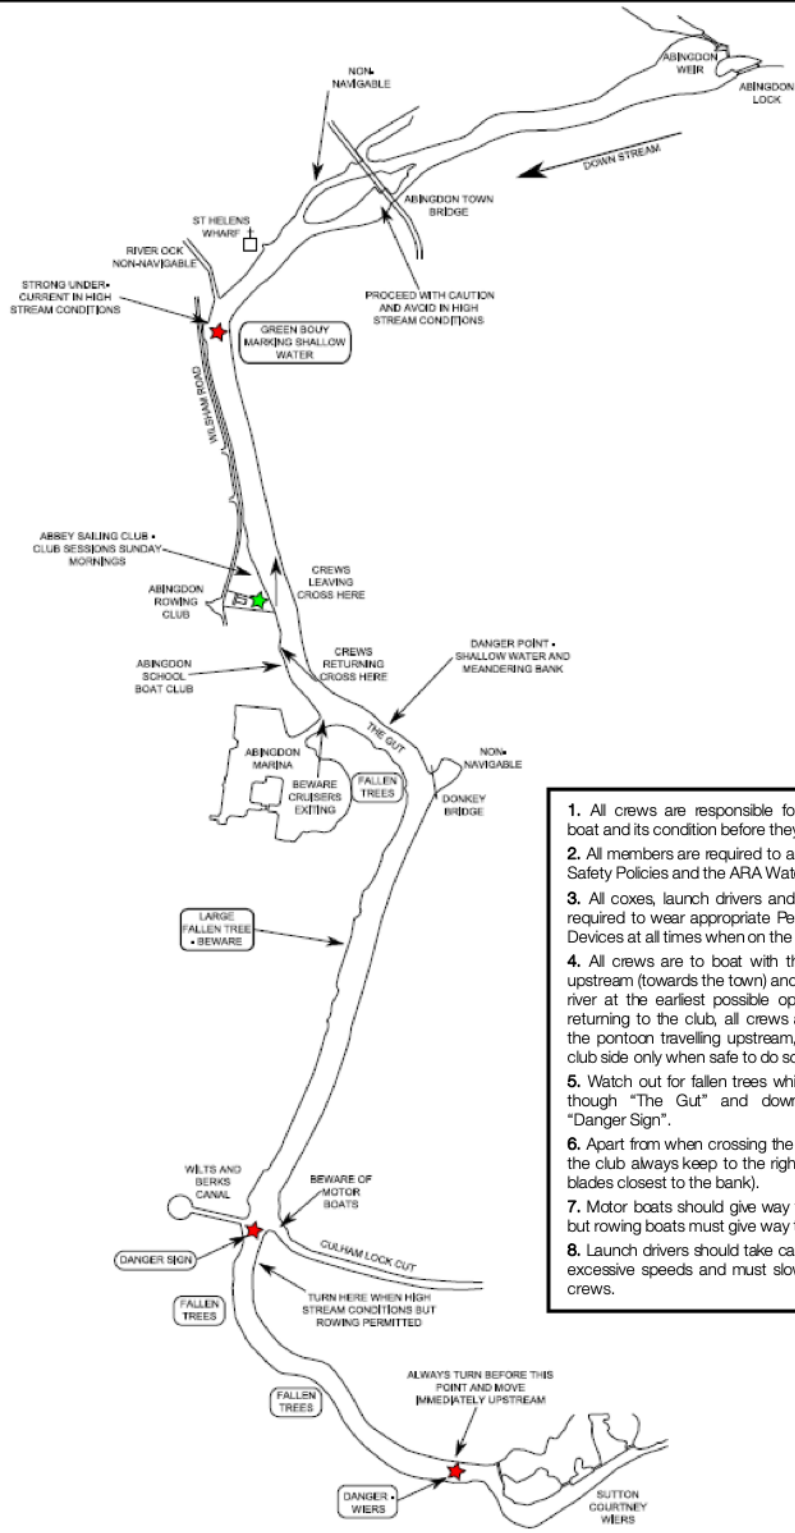 ABINGDON
WEIR
ABINGDON
LOCK
NON-
NAVIGABLE
DOWN STREAM
ABINGDON TOWN
BRIDGE
ST HELENS
WHARF
RIVER OCK
NON-NAVIGABLE
STRONG UNDER-
CURRENT IN HIGH
STREAM CONDITIONS
PROCEED WITH CAUTION
AND AVOID IN HIGH
STREAM CONDITIONS
GREEN BOUY
MARKING SHALLOW
WATER
WILSHAM ROAD
ABBEY SAILING CLUB -
CLUB SESSIONS SUNDAY
MORNINGS
CREWS
LEAVING
CROSS HERE
ABINGDON
ROWING
CLUB
CREWS
RETURNING
CROSS HERE
DANGER POINT -
SHALLOW WATER AND
MEANDERING BANK
ABINGDON
SCHOOL
BOAT CLUB
THE GUT
ABINGDON
MARINA
BEWARE
CRUISERS
EXITING
FALLEN
TREES
NON-
NAVIGABLE
DONKEY
BRIDGE
LARGE
FALLEN TREE
- BEWARE
1. All crews are responsible fo
boat and its condition before they
2. All members are required to a
Safety Policies and the ARA Wat
3. All coxes, launch drivers and
required to wear appropriate Pe
Devices at all times when on the
4. All crews are to boat with th
upstream (towards the town) and
river at the earliest possible op
returning to the club, all crews a
the pontoon travelling upstream,
club side only when safe to do so
5. Watch out for fallen trees whi
though "The Gut" and down
"Danger Sign".
6. Apart from when crossing the
the club always keep to the right
blades closest to the bank).
7. Motor boats should give way
but rowing boats must give way
8. Launch drivers should take ca
excessive speeds and must slow
crews.
WILTS AND
BERKS
CANAL
BEWARE OF
MOTOR
BOATS
DANGER SIGN
CULHAM LOCK CUT
FALLEN
TREES
TURN HERE WHEN HIGH
STREAM CONDITIONS BUT
ROWING PERMITTED
FALLEN
TREES
ALWAYS TURN BEFORE THIS
POINT AND MOVE
IMMEDIATELY UPSTREAM
DANGER -
WIERS
SUTTON
COURTNEY
WIERS